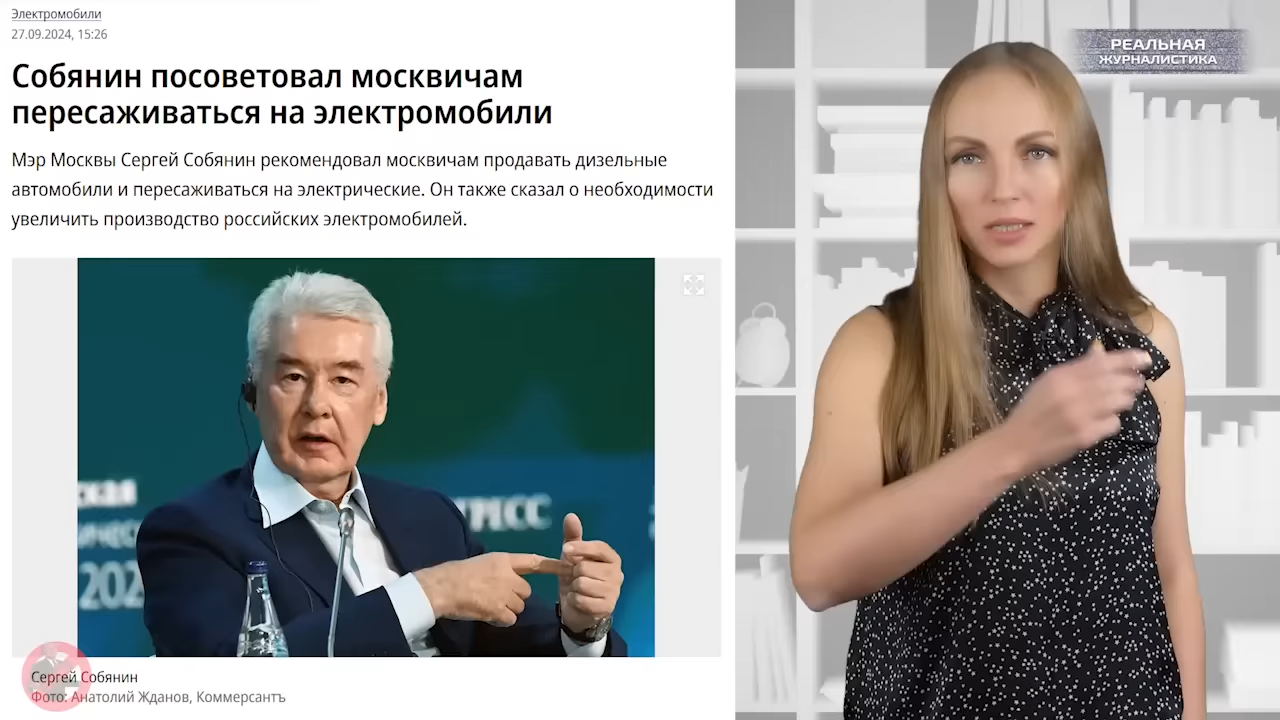 Электромобили
27.09.2024, 15:26
Собянин посоветовал москвичам
пересаживаться на электромобили
Мэр Москвы Сергей Собянин рекомендовал москвичам продавать дизельные
автомобили и пересаживаться на электрические. Он также сказал о необходимости
увеличить производство российских электромобилей.
Сергей Собянин
Фото: Анатолий Жданов, Коммерсантъ
РЕАЛЬНАЯ
ЖУРНАЛИСТИКА